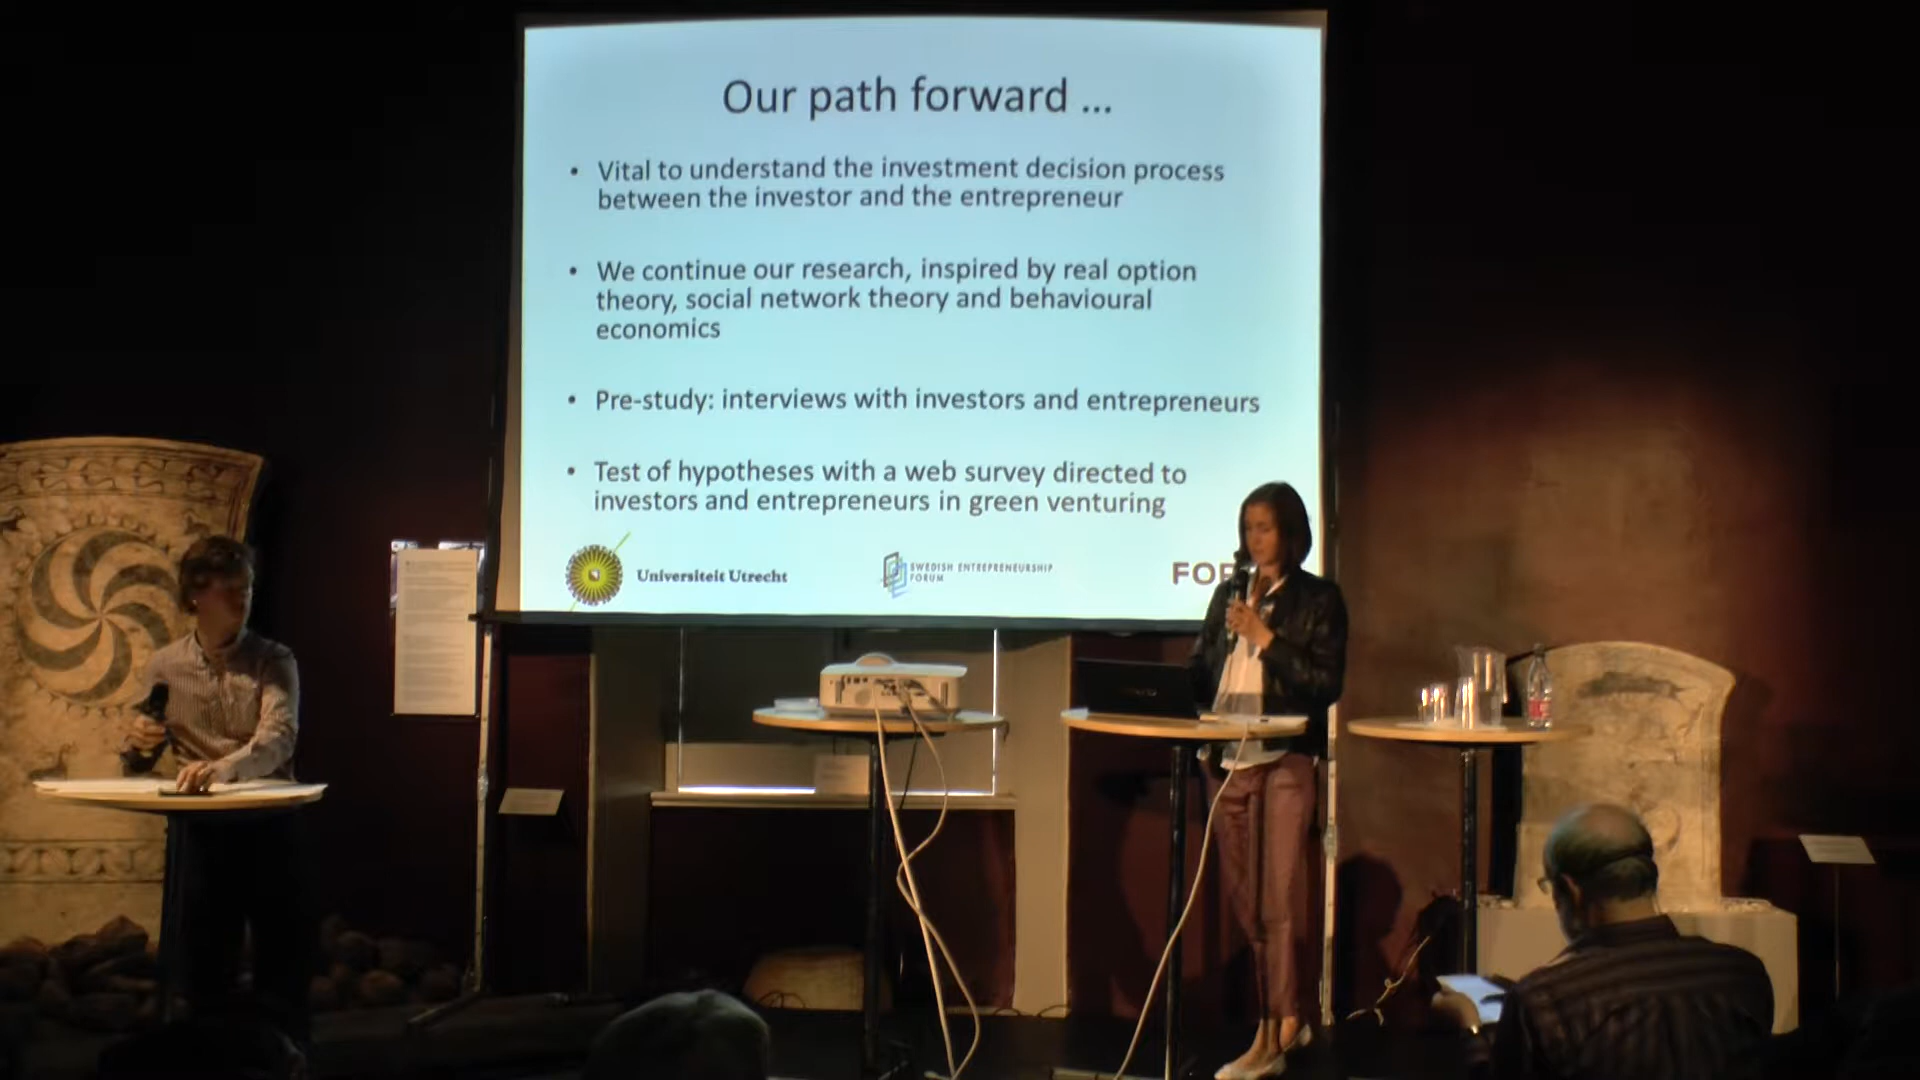 Our path forward ...
• Vital to understand the investment decision process
between the investor and the entrepreneur
• We continue our research, inspired by real option
theory, social network theory and behavioural
economics
• Pre-study: interviews with investors and entrepreneurs
• Test of hypotheses with a web survey directed to
investors and entrepreneurs in green venturing
Universiteit Utrecht
SWEDISH ENTREPRENEURSHIP
FORUM